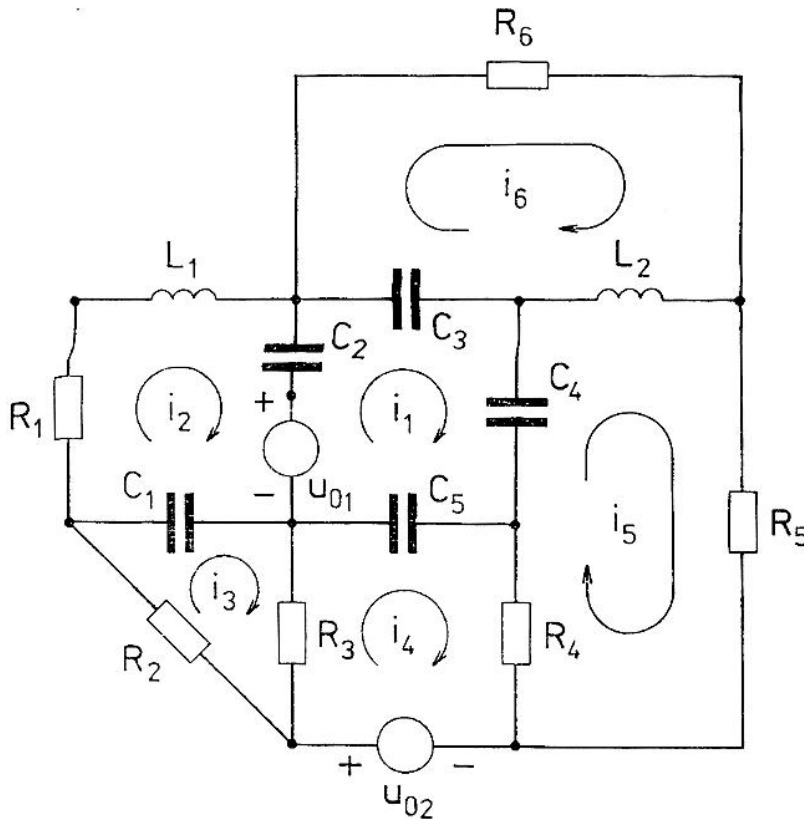 R6
i6
L1
L2
C2
C3
C4
R1
i2
+
i1
C1
-
u01
C5
i5
R5
i3
R2
R3
i4
R4
+
-
u02